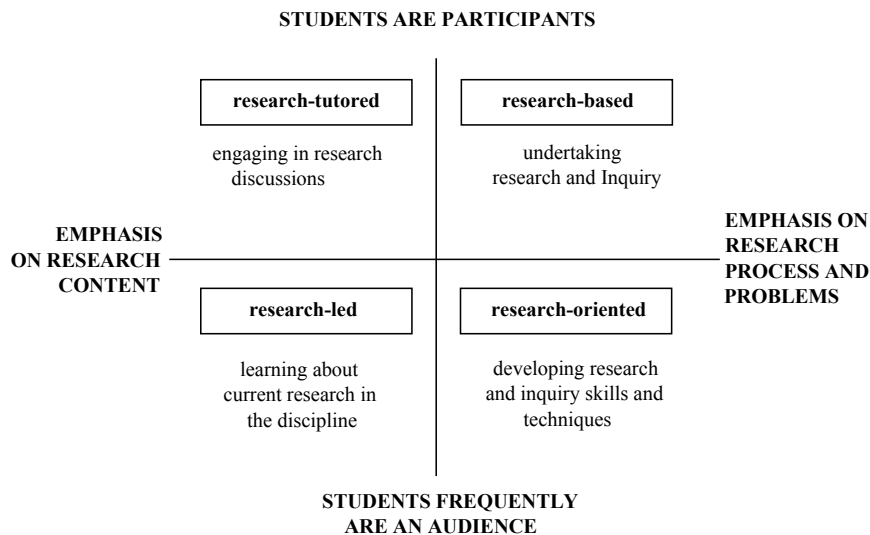 STUDENTS ARE PARTICIPANTS
research-tutored
engaging in research
discussions
research-based
undertaking
research and Inquiry
EMPHASIS
ON RESEARCH
CONTENT
EMPHASIS ON
RESEARCH
PROCESS AND
PROBLEMS
research-led
learning about
current research in
the discipline
research-oriented
developing research
and inquiry skills and
techniques
STUDENTS FREQUENTLY
ARE AN AUDIENCE